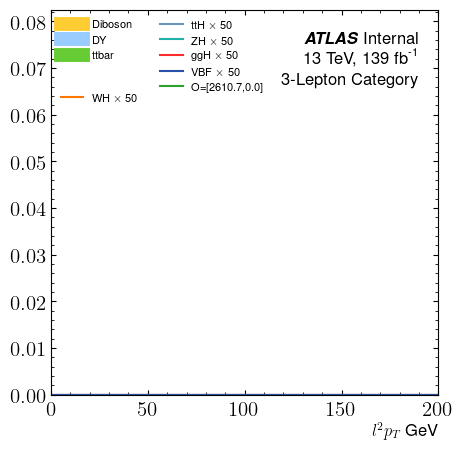 0.08
0.07
0.06
0.05
0.04
0.03
0.02
0.01
0.00
Diboson
DY
ttbar
WH × 50
ttH × 50
ZH × 50
ggH × 50
VBF × 50
O=[2610.7,0.0]
ATLAS Internal
13 TeV, 139 fb⁻¹
3-Lepton Category
0 50 100 150 200
l² p_T GeV